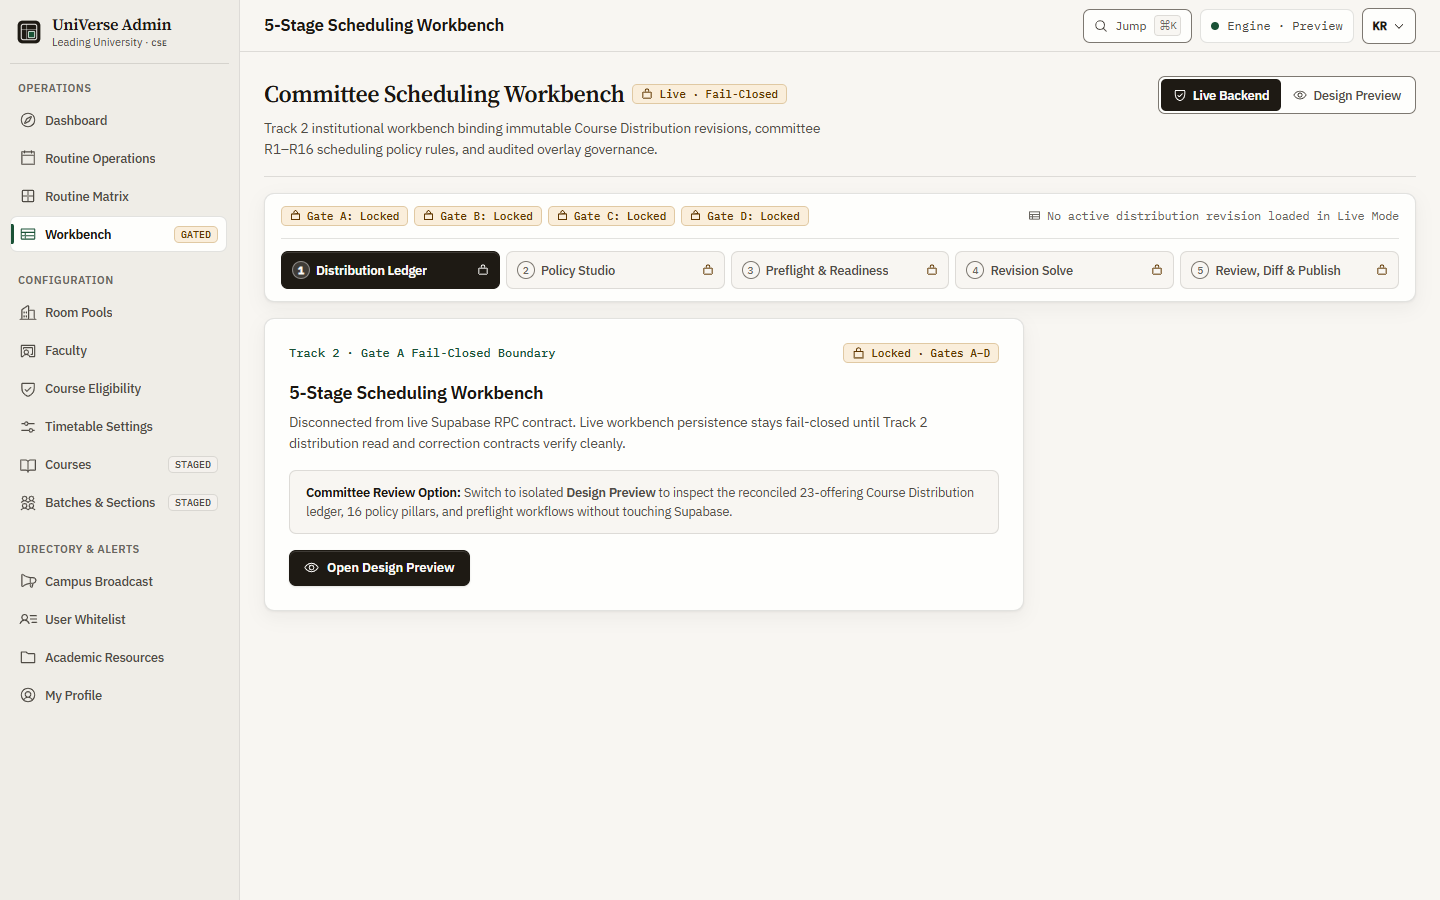 UniVerse Admin
Leading University · CSE
OPERATIONS
Dashboard
Routine Operations
Routine Matrix
Workbench GATED
CONFIGURATION
Room Pools
Faculty
Course Eligibility
Timetable Settings
Courses STAGED
Batches & Sections STAGED
DIRECTORY & ALERTS
Campus Broadcast
User Whitelist
Academic Resources
My Profile
5-Stage Scheduling Workbench
Jump ⌘K
Engine · Preview
KR
Committee Scheduling Workbench
Live · Fail-Closed
Live Backend
Design Preview
Track 2 institutional workbench binding immutable Course Distribution revisions, committee
R1–R16 scheduling policy rules, and audited overlay governance.
Gate A: Locked
Gate B: Locked
Gate C: Locked
Gate D: Locked
No active distribution revision loaded in Live Mode
1 Distribution Ledger
2 Policy Studio
3 Preflight & Readiness
4 Revision Solve
5 Review, Diff & Publish
Track 2 · Gate A Fail-Closed Boundary
Locked · Gates A–D
5-Stage Scheduling Workbench
Disconnected from live Supabase RPC contract. Live workbench persistence stays fail-closed until Track 2
distribution read and correction contracts verify cleanly.
Committee Review Option: Switch to isolated Design Preview to inspect the reconciled 23-offering Course Distribution
ledger, 16 policy pillars, and preflight workflows without touching Supabase.
Open Design Preview